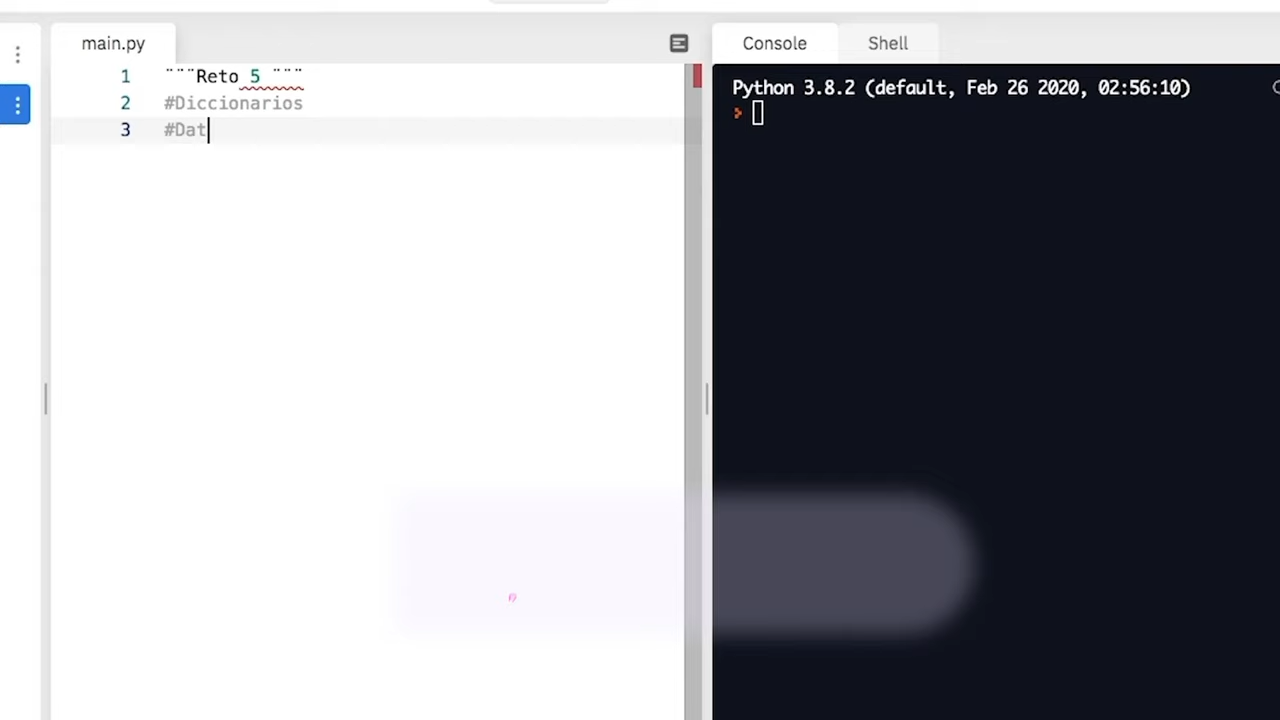 main.py
1 ¨¨¨Reto 5 ¨¨¨
2 #Diccionarios
3 #Dat
Console
Shell
Python 3.8.2 (default, Feb 26 2020, 02:56:10)